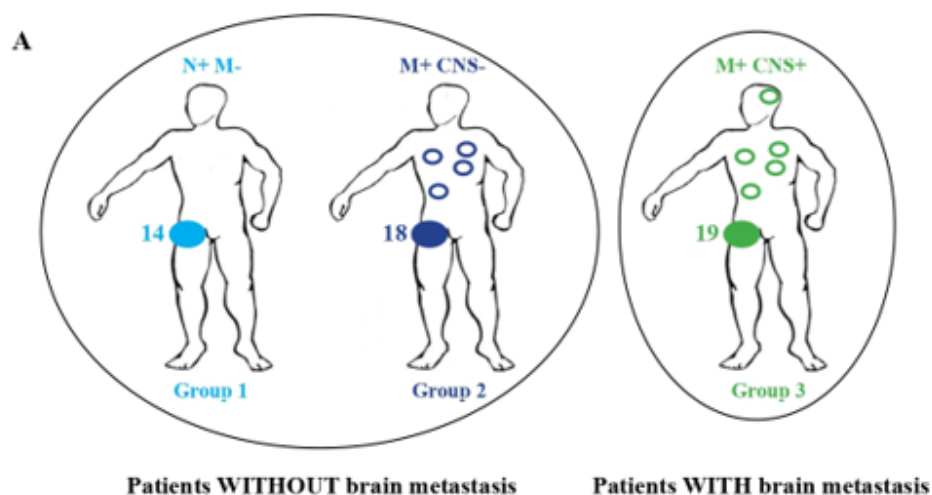 A
N+ M-
M+ CNS-
M+ CNS+
14
18
19
Group 1
Group 2
Group 3
Patients WITHOUT brain metastasis
Patients WITH brain metastasis